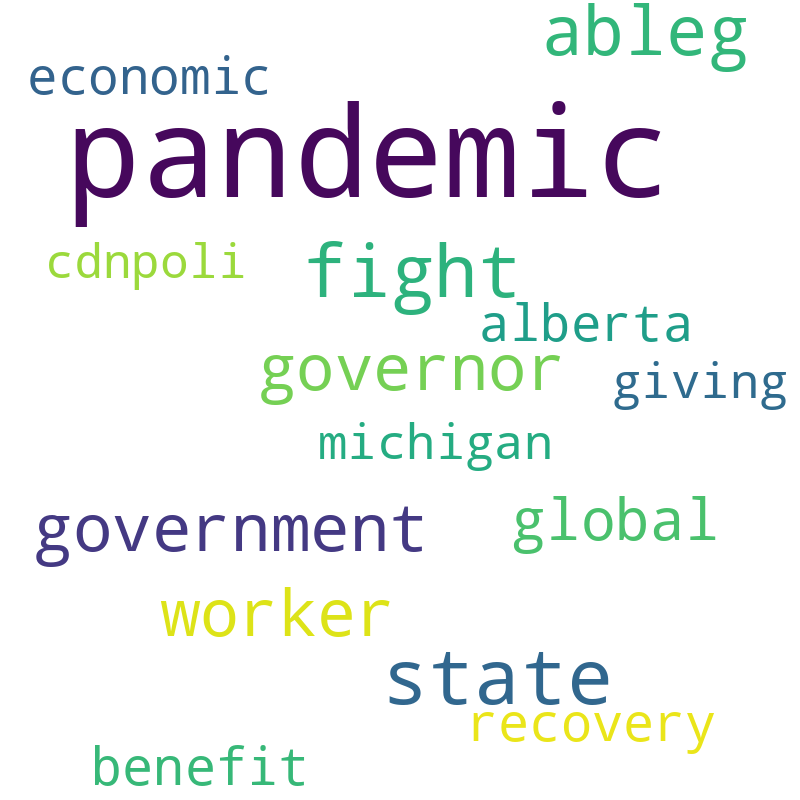 ableg
economic
pandemic
cdnpoli
fight
alberta
governor
giving
michigan
government
global
worker
state
recovery
benefit